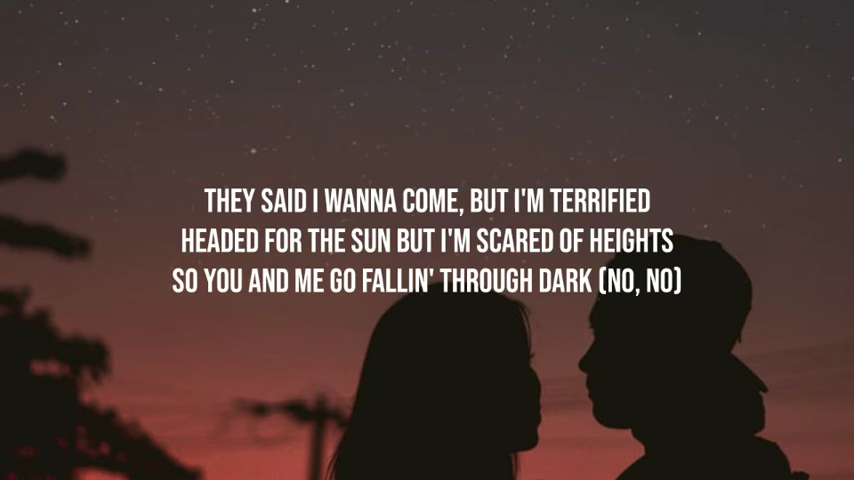 THEY SAID I WANNA COME, BUT I'M TERRIFIED
HEADED FOR THE SUN BUT I'M SCARED OF HEIGHTS
SO YOU AND ME GO FALLIN' THROUGH DARK (NO, NO)